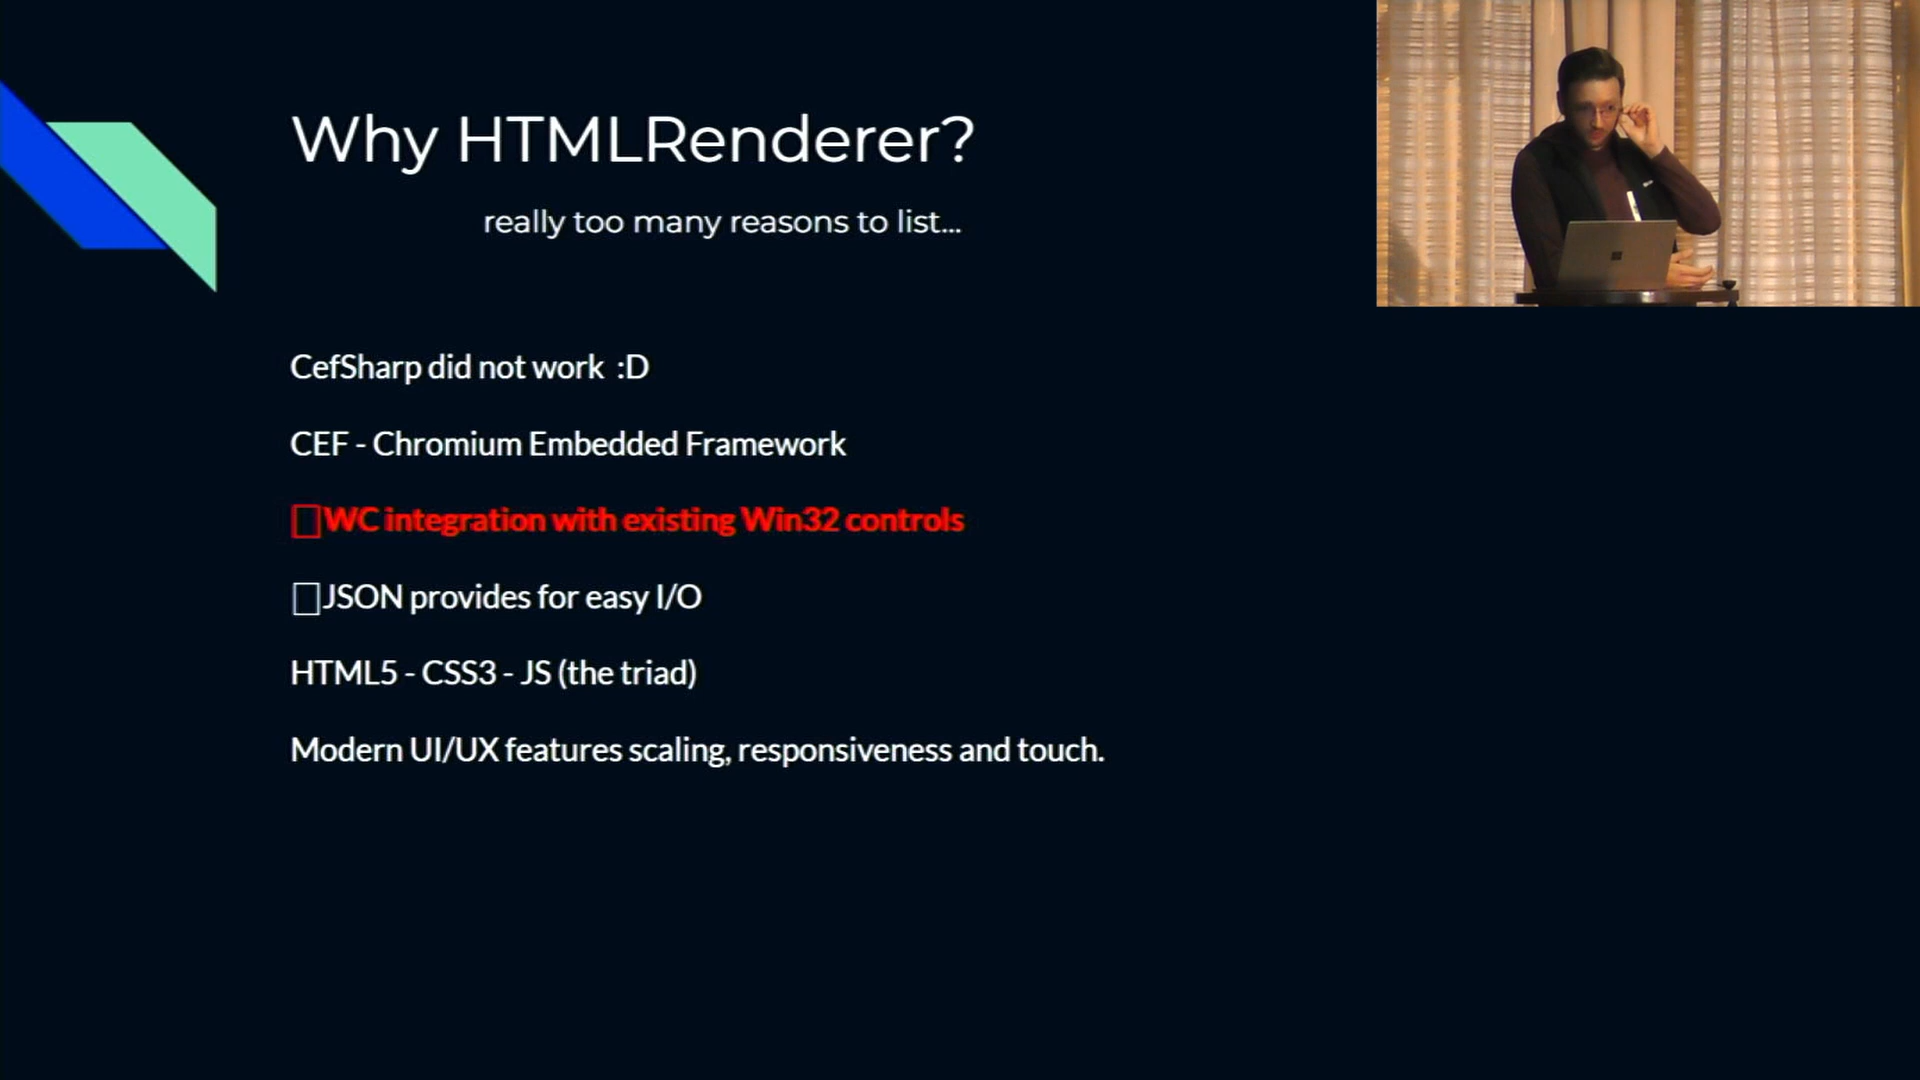 Why HTMLRenderer?
really too many reasons to list...
CefSharp did not work :D
CEF - Chromium Embedded Framework
WC integration with existing Win32 controls
JSON provides for easy I/O
HTML5 - CSS3 - JS (the triad)
Modern UI/UX features scaling, responsiveness and touch.